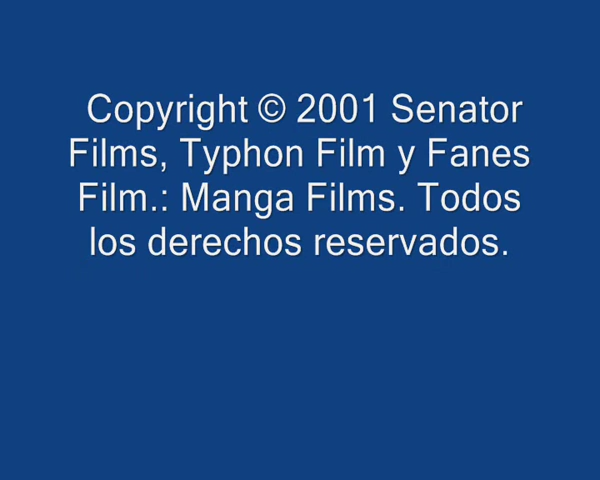 Copyright © 2001 Senator
Films, Typhon Film y Fanes
Film.: Manga Films. Todos
los derechos reservados.